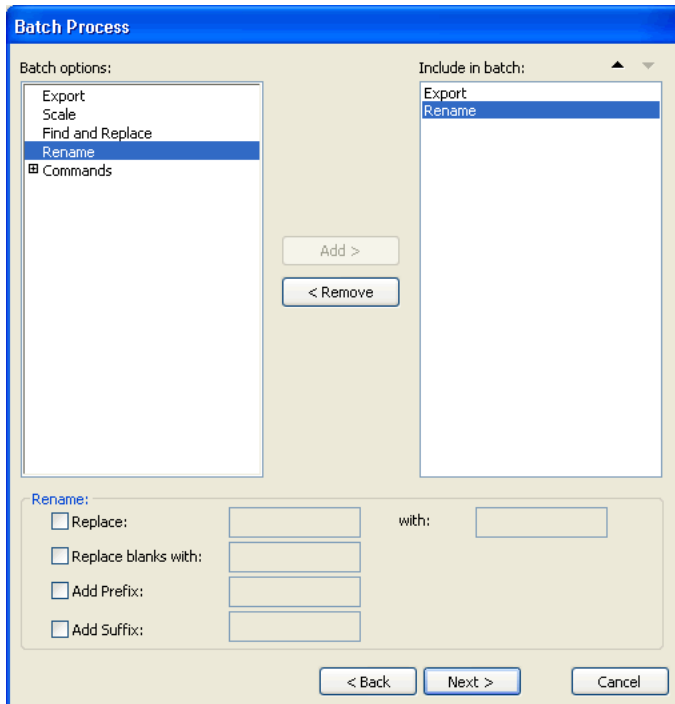 Batch Process
Batch options:
Include in batch:
Export
Scale
Find and Replace
Rename
Commands
Export
Rename
Add >
< Remove
Rename:
Replace:
with:
Replace blanks with:
Add Prefix:
Add Suffix:
< Back
Next >
Cancel